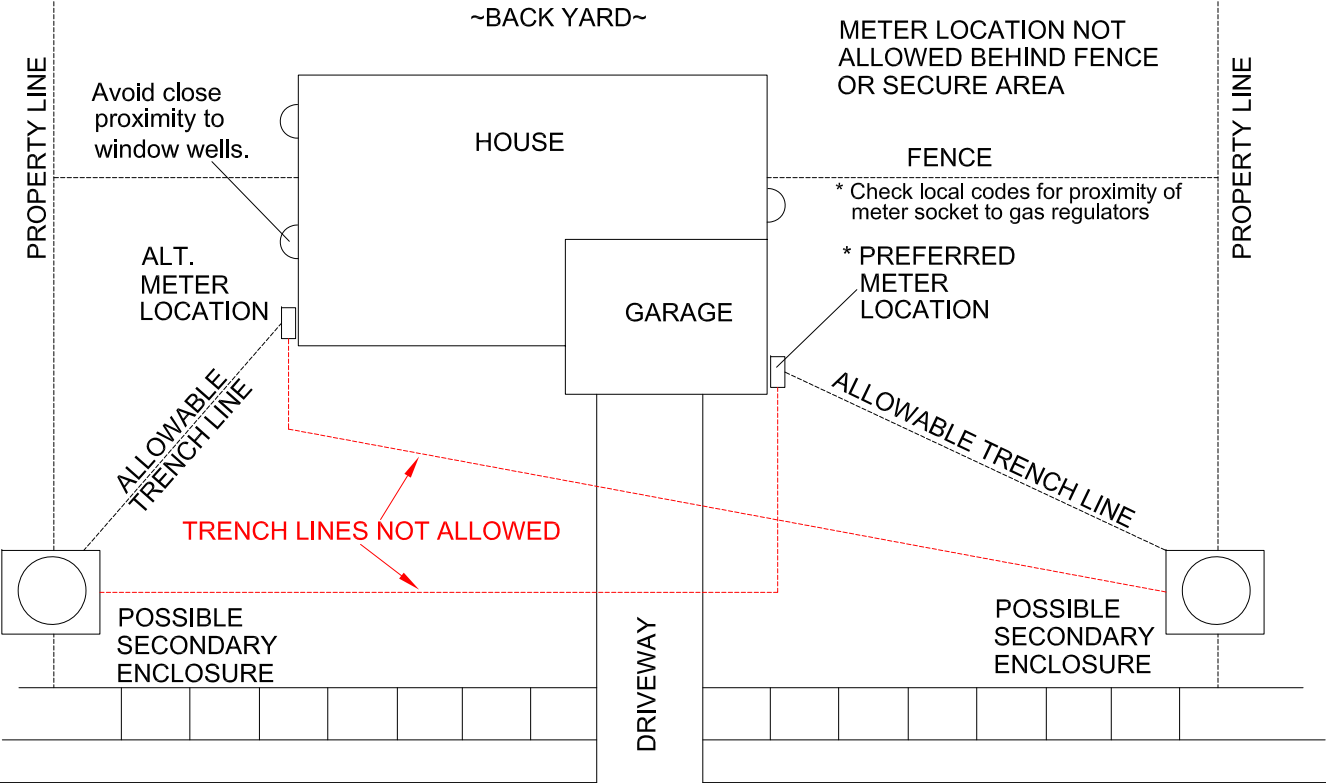 ~BACK YARD~
METER LOCATION NOT
ALLOWED BEHIND FENCE
OR SECURE AREA
PROPERTY LINE
PROPERTY LINE
Avoid close
proximity to
window wells.
HOUSE
FENCE
* Check local codes for proximity of
meter socket to gas regulators
ALT.
METER
LOCATION
* PREFERRED
METER
LOCATION
GARAGE
ALLOWABLE
TRENCH LINE
ALLOWABLE TRENCH LINE
TRENCH LINES NOT ALLOWED
POSSIBLE
SECONDARY
ENCLOSURE
POSSIBLE
SECONDARY
ENCLOSURE
DRIVEWAY